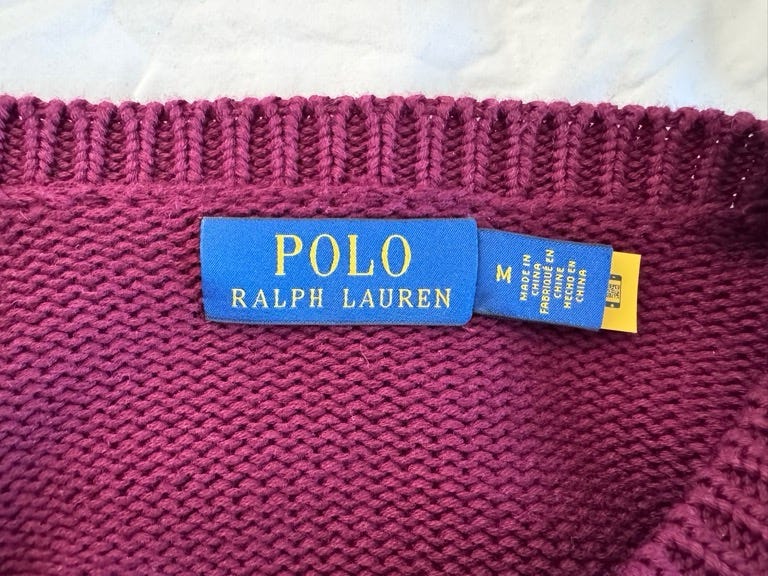 POLO
RALPH LAUREN
M
MADE IN
CHINA
FABRIQUÉ EN
CHINE
HECHO EN
CHINA